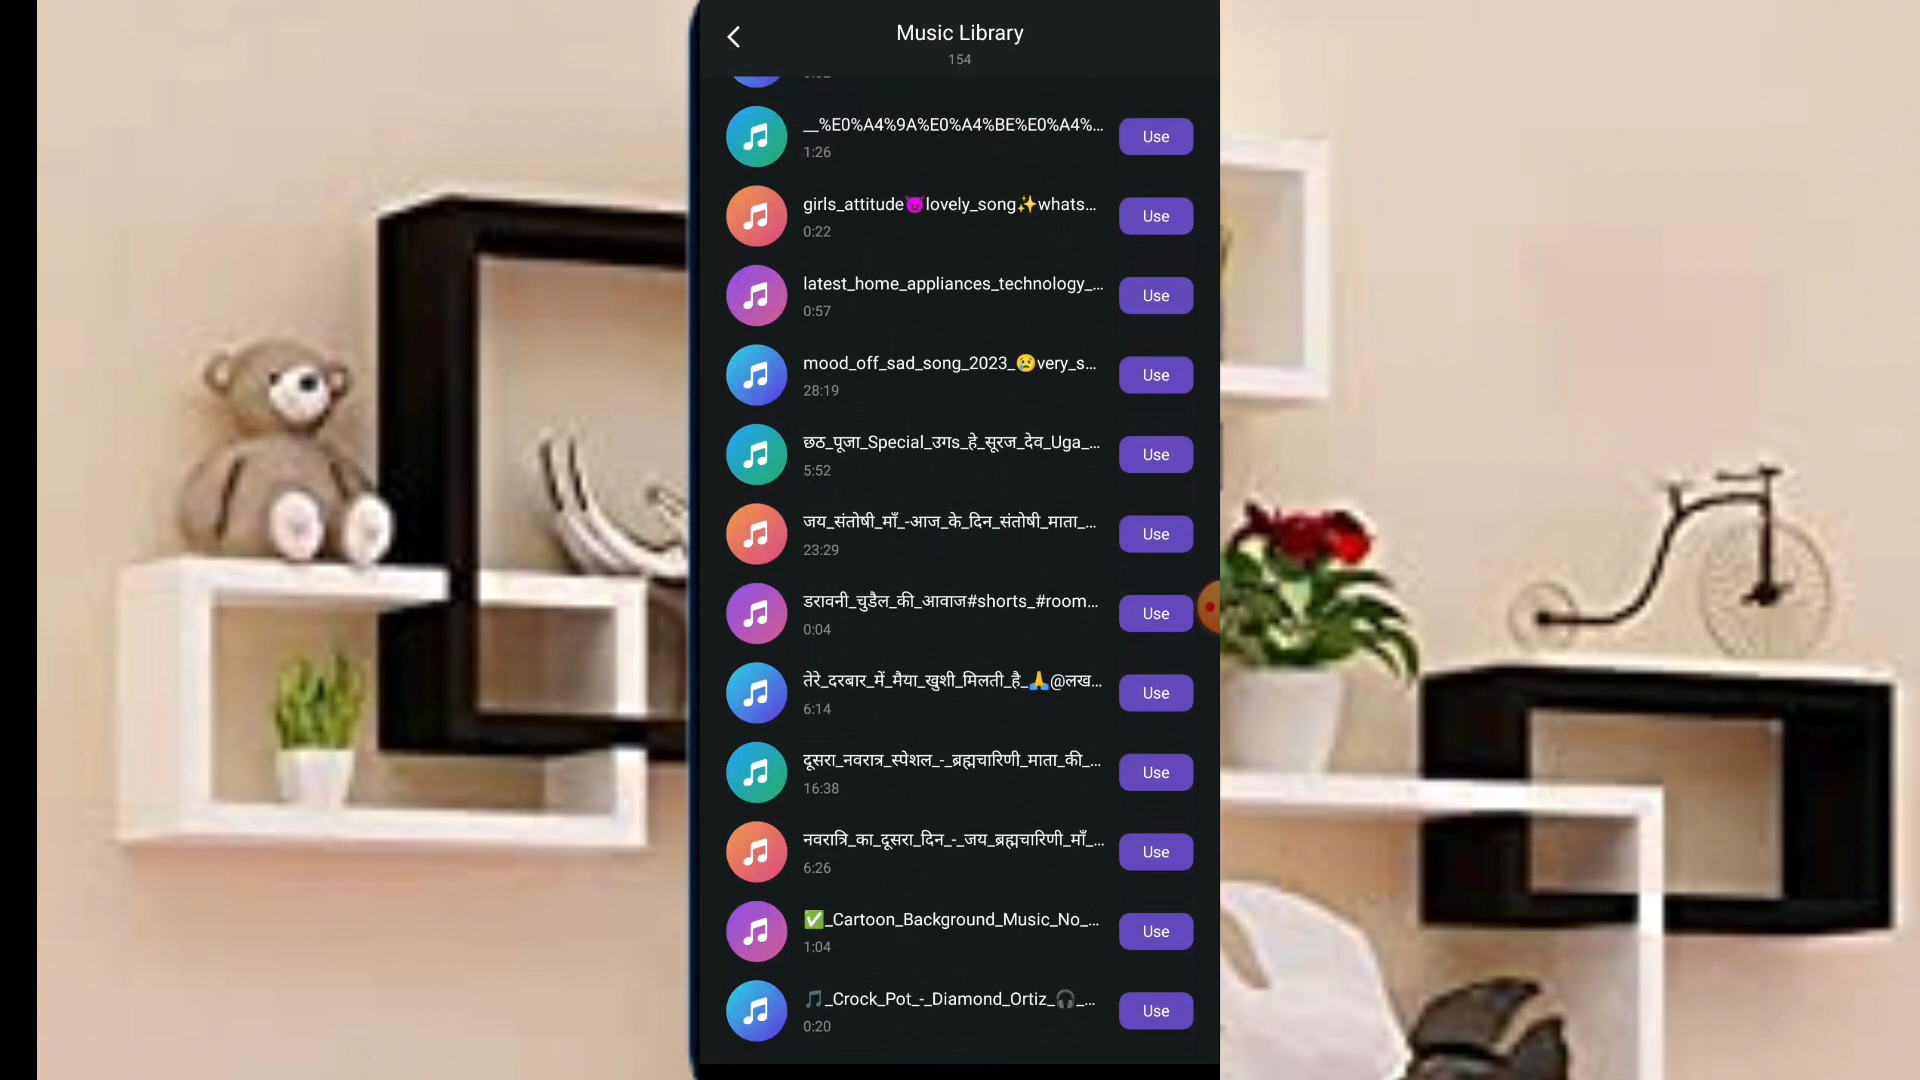 Music Library
154
__%E0%A4%9A%E0%A4%BE%E0%A4%...
1:26
Use
girls_attitude😈lovely_song✨whats...
0:22
Use
latest_home_appliances_technology_...
0:57
Use
mood_off_sad_song_2023_😢very_s...
28:19
Use
छठ_पूजा_Special_उगs_हे_सूरज_देव_Uga_...
5:52
Use
जय_संतोषी_माँ_-आज_के_दिन_संतोषी_माता_...
23:29
Use
डरावनी_चुडैल_की_आवाज#shorts_#room...
0:04
Use
तेरे_दरबार_में_मैया_खुशी_मिलती_है_🙏@लख...
6:14
Use
दूसरा_नवरात्र_स्पेशल_-_ब्रह्मचारिणी_माता_की_...
16:38
Use
नवरात्रि_का_दूसरा_दिन_-_जय_ब्रह्मचारिणी_माँ_...
6:26
Use
✅_Cartoon_Background_Music_No_...
1:04
Use
🎵_Crock_Pot_-_Diamond_Ortiz_🎧_...
0:20
Use